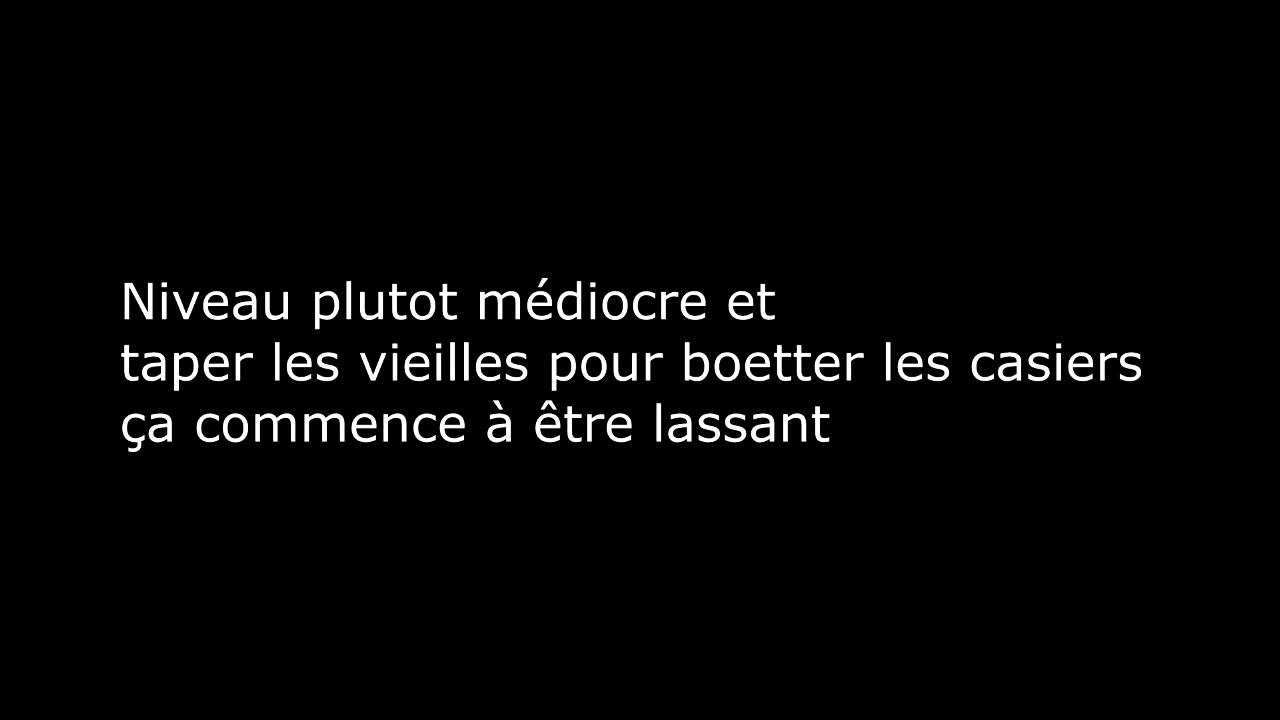 Niveau plutot médiocre et
taper les vieilles pour boetter les casiers
ça commence à être lassant